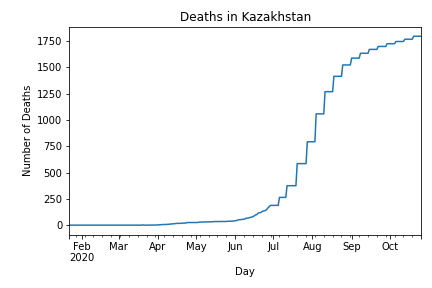 Deaths in Kazakhstan
Number of Deaths
1750
1500
1250
1000
750
500
250
0
Feb Mar Apr May Jun Jul Aug Sep Oct
2020
Day